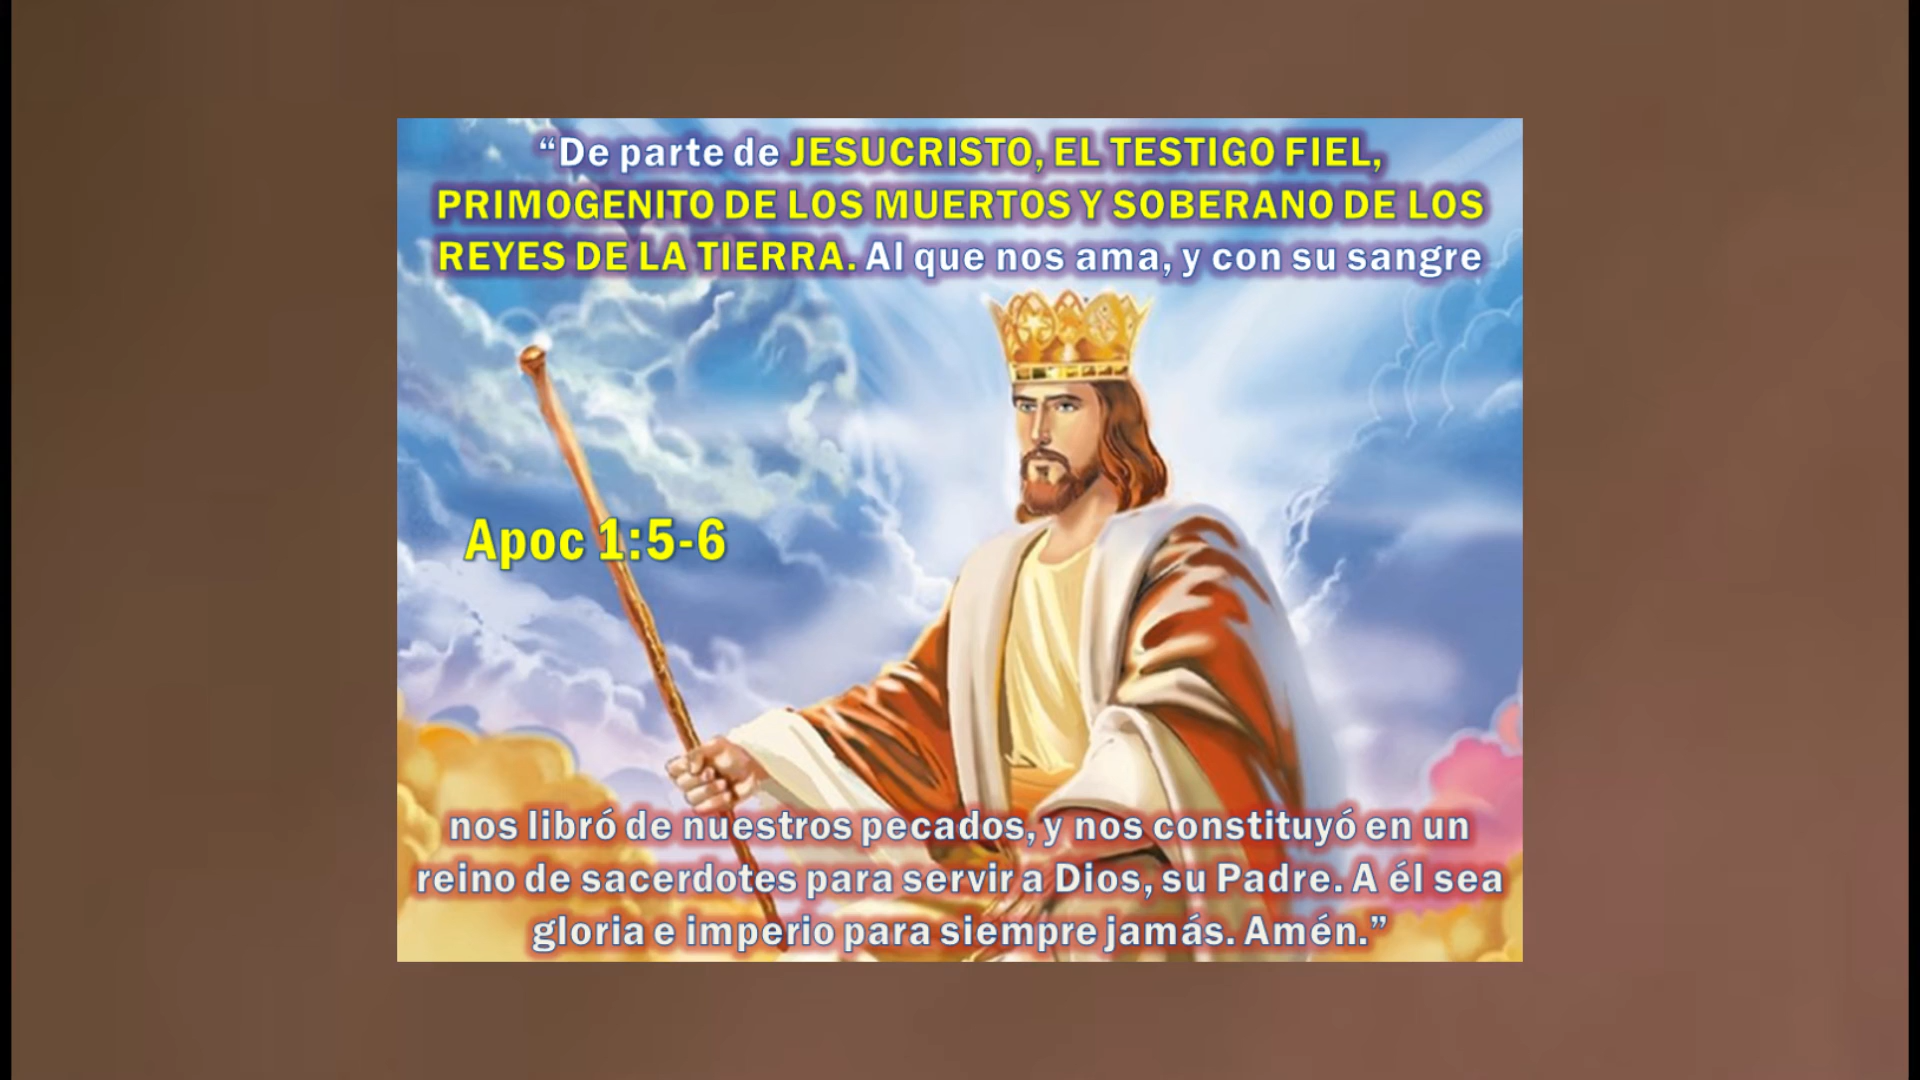 “De parte de JESUCRISTO, EL TESTIGO FIEL,
PRIMOGENITO DE LOS MUERTOS Y SOBERANO DE LOS
REYES DE LA TIERRA. Al que nos ama, y con su sangre
Apoc 1:5-6
nos libró de nuestros pecados, y nos constituyó en un
reino de sacerdotes para servir a Dios, su Padre. A él sea
gloria e imperio para siempre jamás. Amén.”